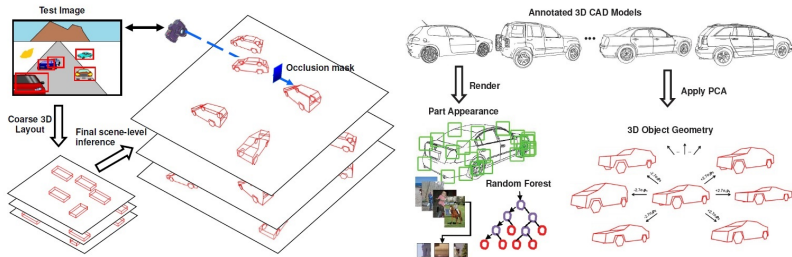 Test Image
Occlusion mask
Coarse 3D
Layout
Final scene-level
inference
Annotated 3D CAD Models
...
Render
Apply PCA
Part Appearance
3D Object Geometry
Random Forest